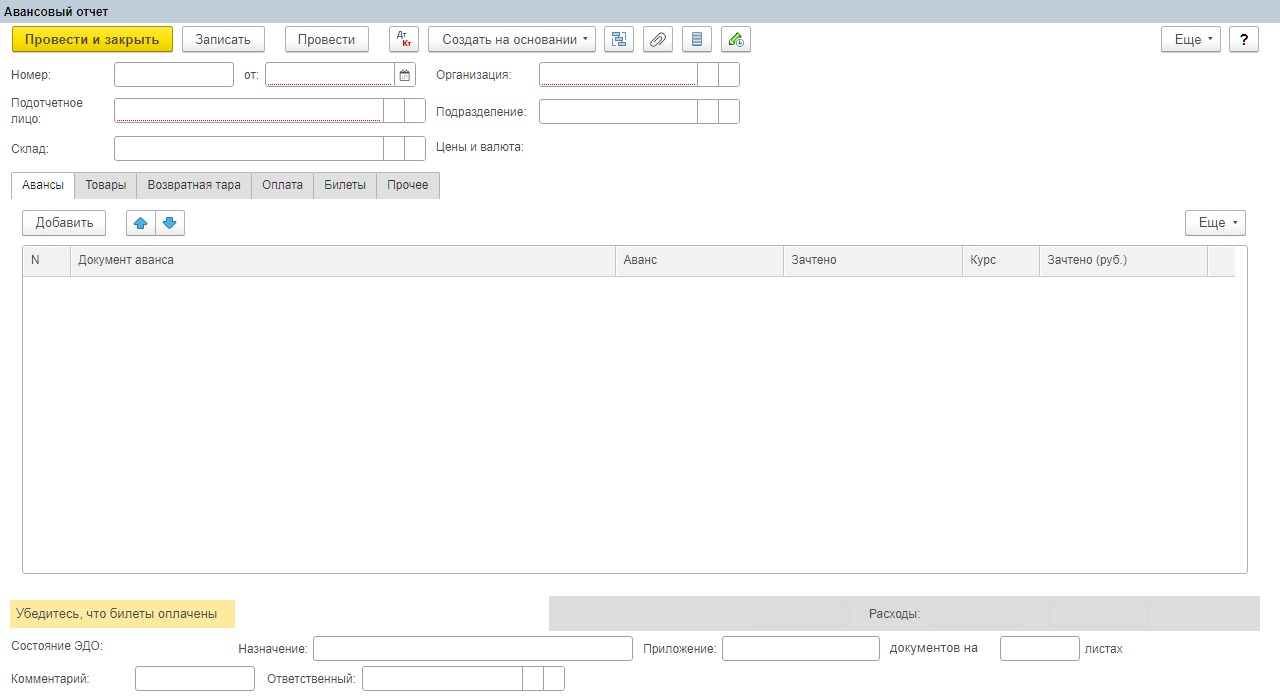 Авансовый отчет
Провести и закрыть Записать Провести Дт Кт Создать на основании Еще ?
Номер: от: Организация:
Подотчетное лицо: Подразделение:
Склад: Цены и валюта:
Авансы Товары Возвратная тара Оплата Билеты Прочее
Добавить Еще
N Документ аванса Аванс Зачтено Курс Зачтено (руб.)
Убедитесь, что билеты оплачены Расходы:
Состояние ЭДО: Назначение: Приложение: документов на листах
Комментарий: Ответственный: